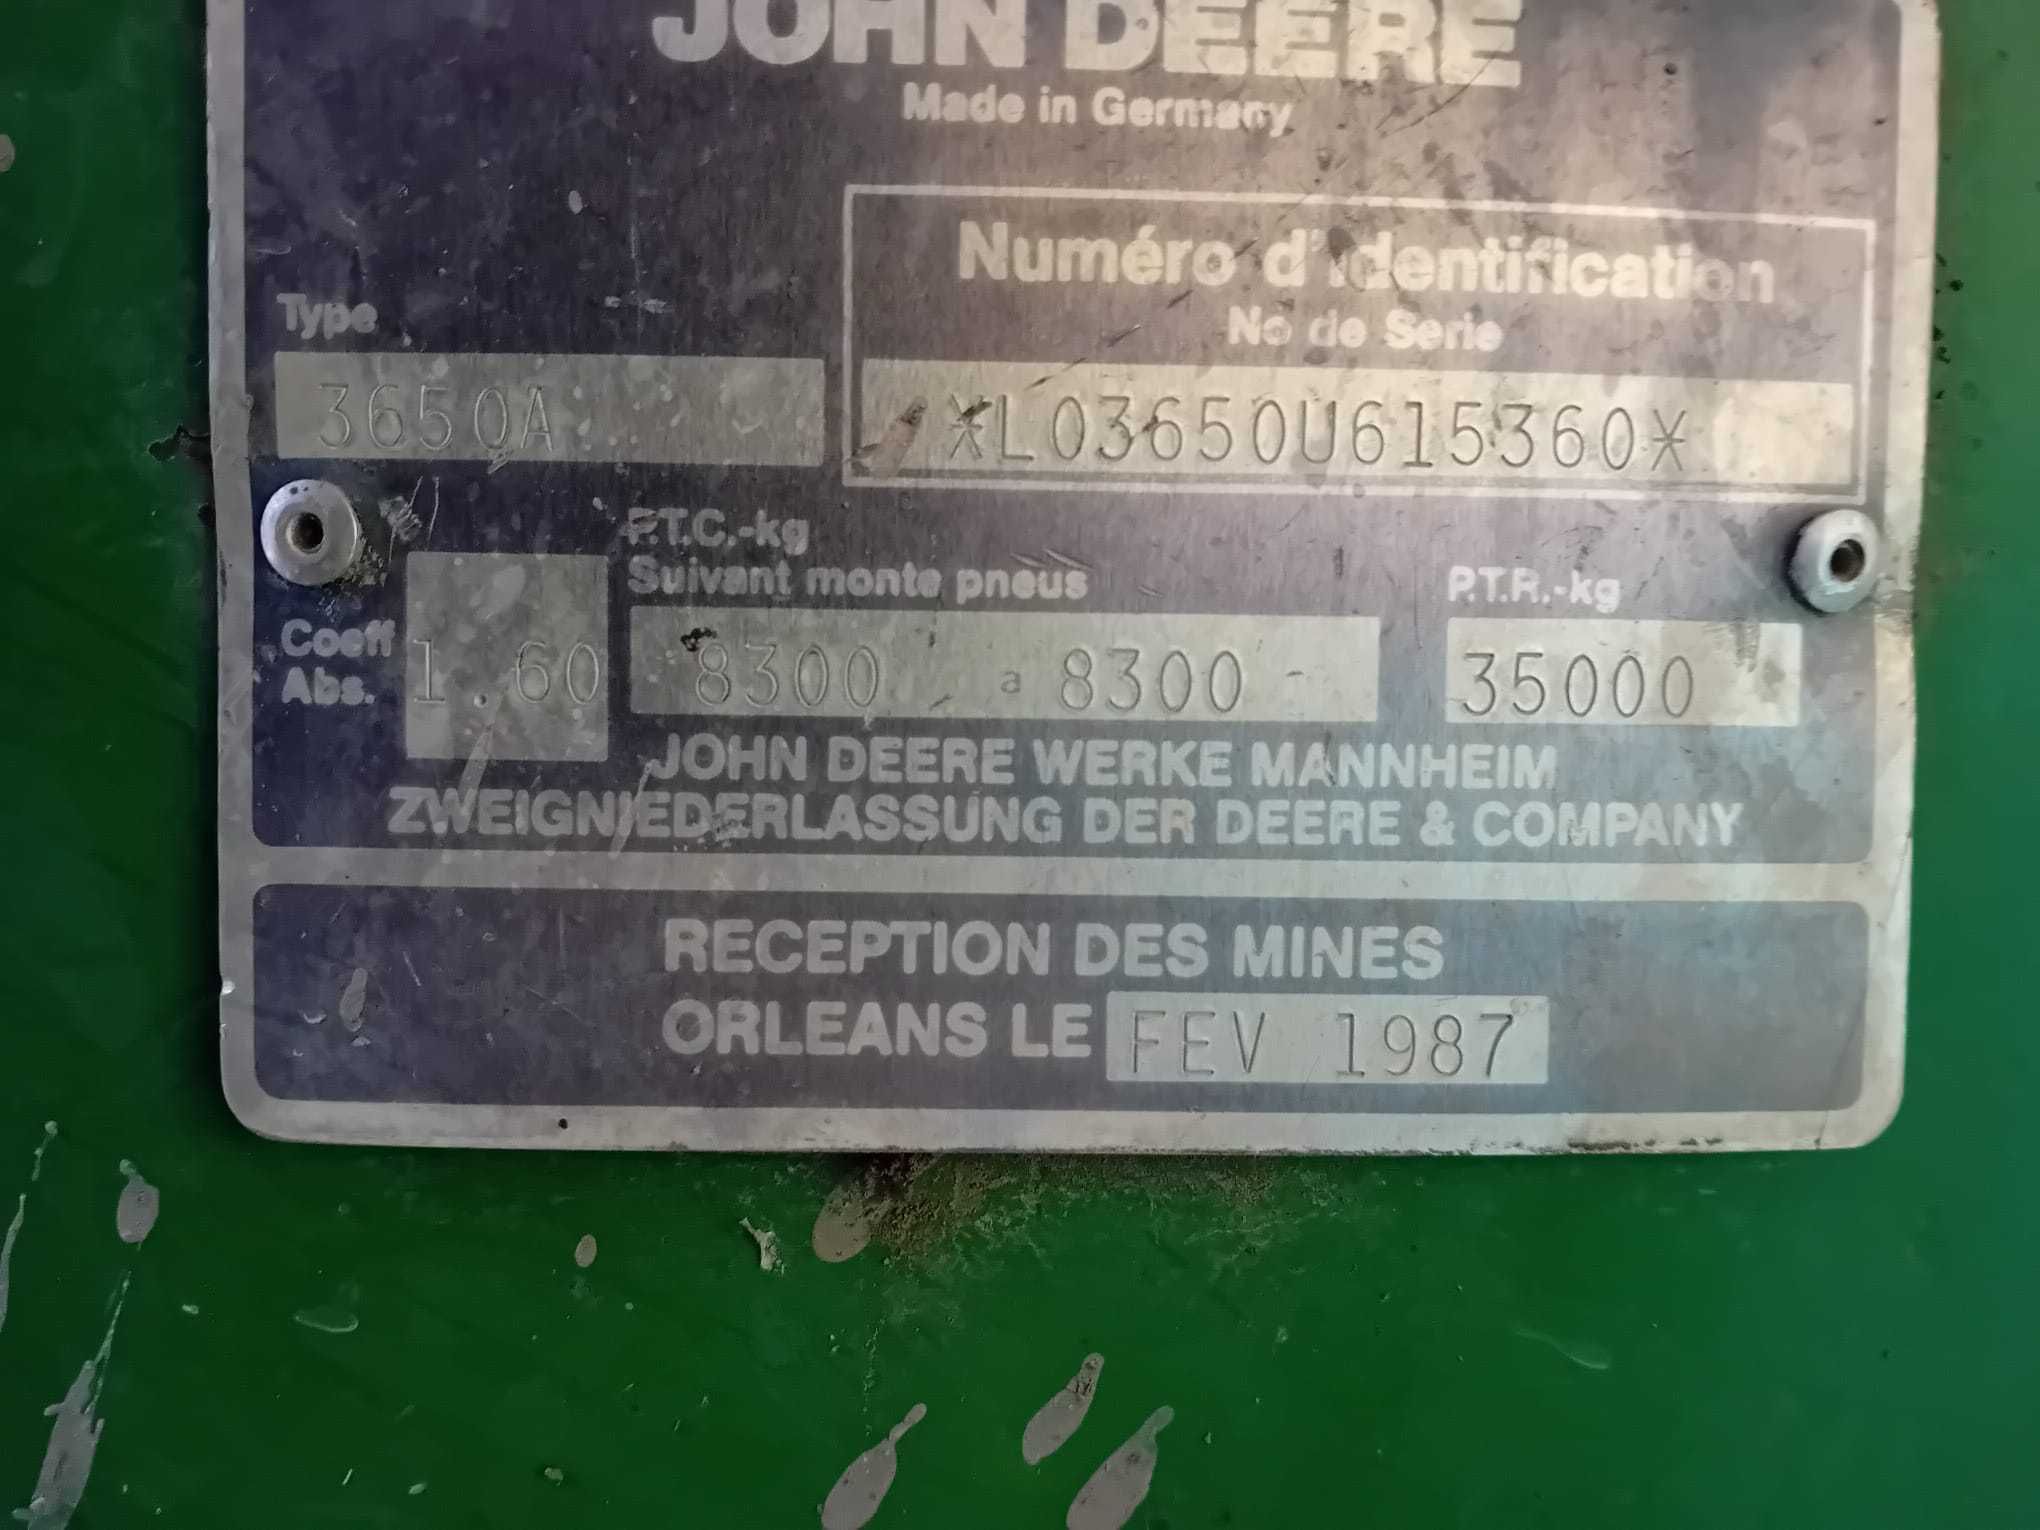 JOHN DEERE
Made in Germany
Numéro d'identification
No de Serie
Type
3650A
*L03650U615360*
P.T.C.-kg
Suivant monte pneus
P.T.R.-kg
Coeff
Abs.
1.60
8300 a 8300 -
35000
JOHN DEERE WERKE MANNHEIM
ZWEIGNIEDERLASSUNG DER DEERE & COMPANY
RECEPTION DES MINES
ORLEANS LE FEV 1987